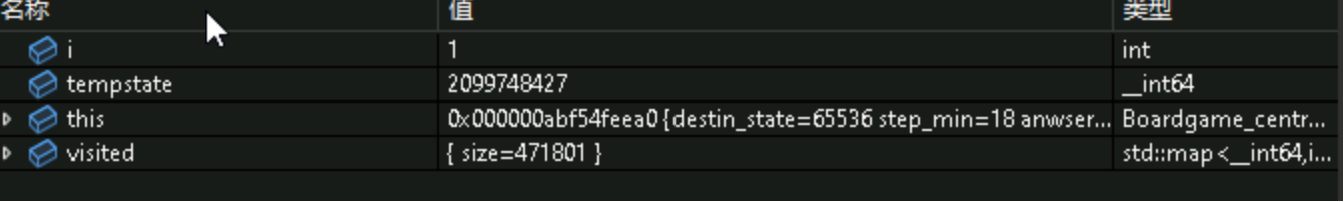 名称 值 类型
i 1 int
tempstate 2099748427 __int64
this 0x000000abf54feea0 {destin_state=65536 step_min=18 anwser... Boardgame_centr...
visited { size=471801 } std::map<__int64,i...